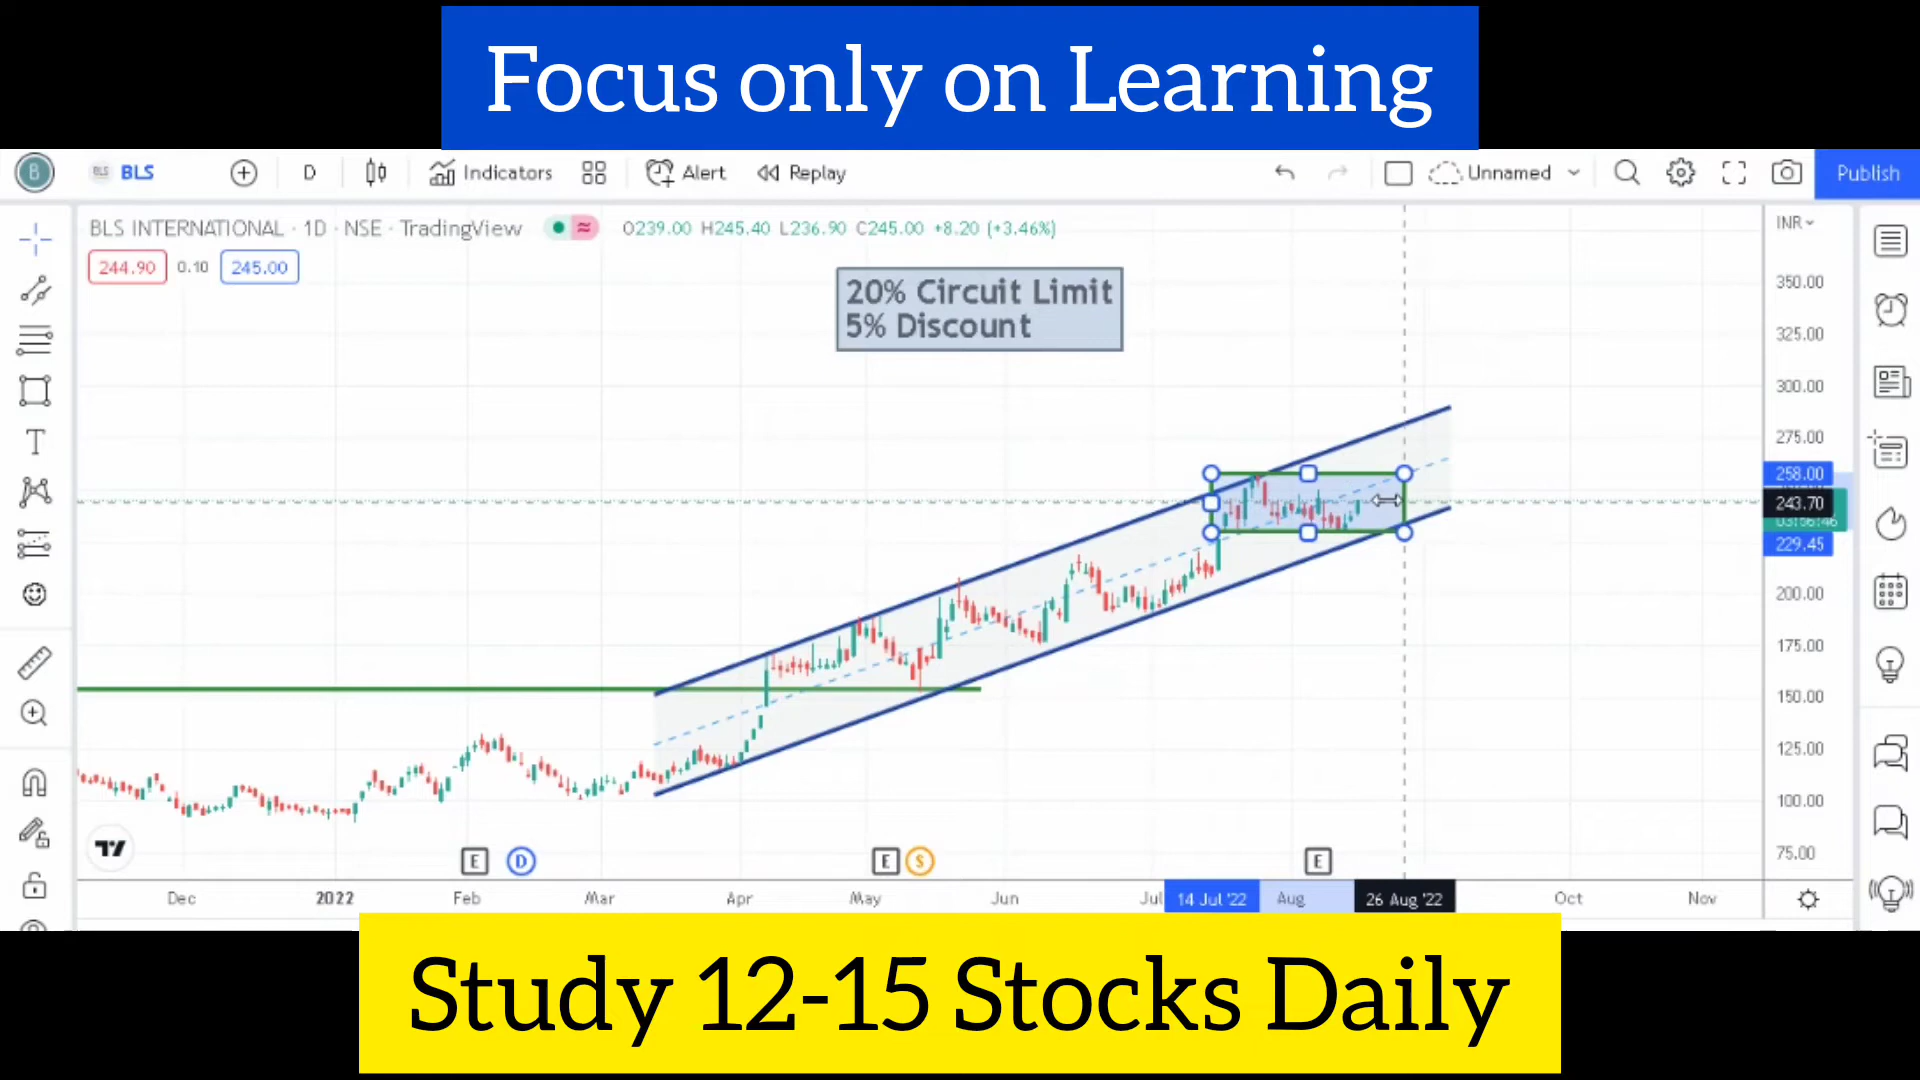 Focus only on Learning
B BLS BLS D Indicators Alert Replay Unnamed Publish
BLS INTERNATIONAL · 1D · NSE · TradingView O239.00 H245.40 L236.90 C245.00 +8.20 (+3.46%) INR
244.90 0.10 245.00
20% Circuit Limit
5% Discount
350.00
325.00
300.00
275.00
258.00
243.70
03:56:46
229.45
200.00
175.00
150.00
125.00
100.00
75.00
E D E S E
Dec 2022 Feb Mar Apr May Jun Jul 14 Jul '22 Aug 26 Aug '22 Oct Nov
Study 12-15 Stocks Daily